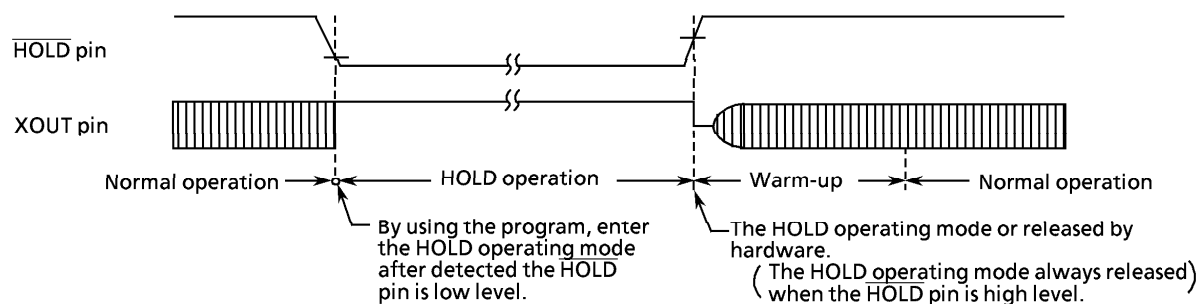 HOLD pin
XOUT pin
Normal operation
HOLD operation
Warm-up
Normal operation
By using the program, enter
the HOLD operating mode
after detected the HOLD
pin is low level.
The HOLD operating mode or released by
hardware.
(The HOLD operating mode always released)
when the HOLD pin is high level.